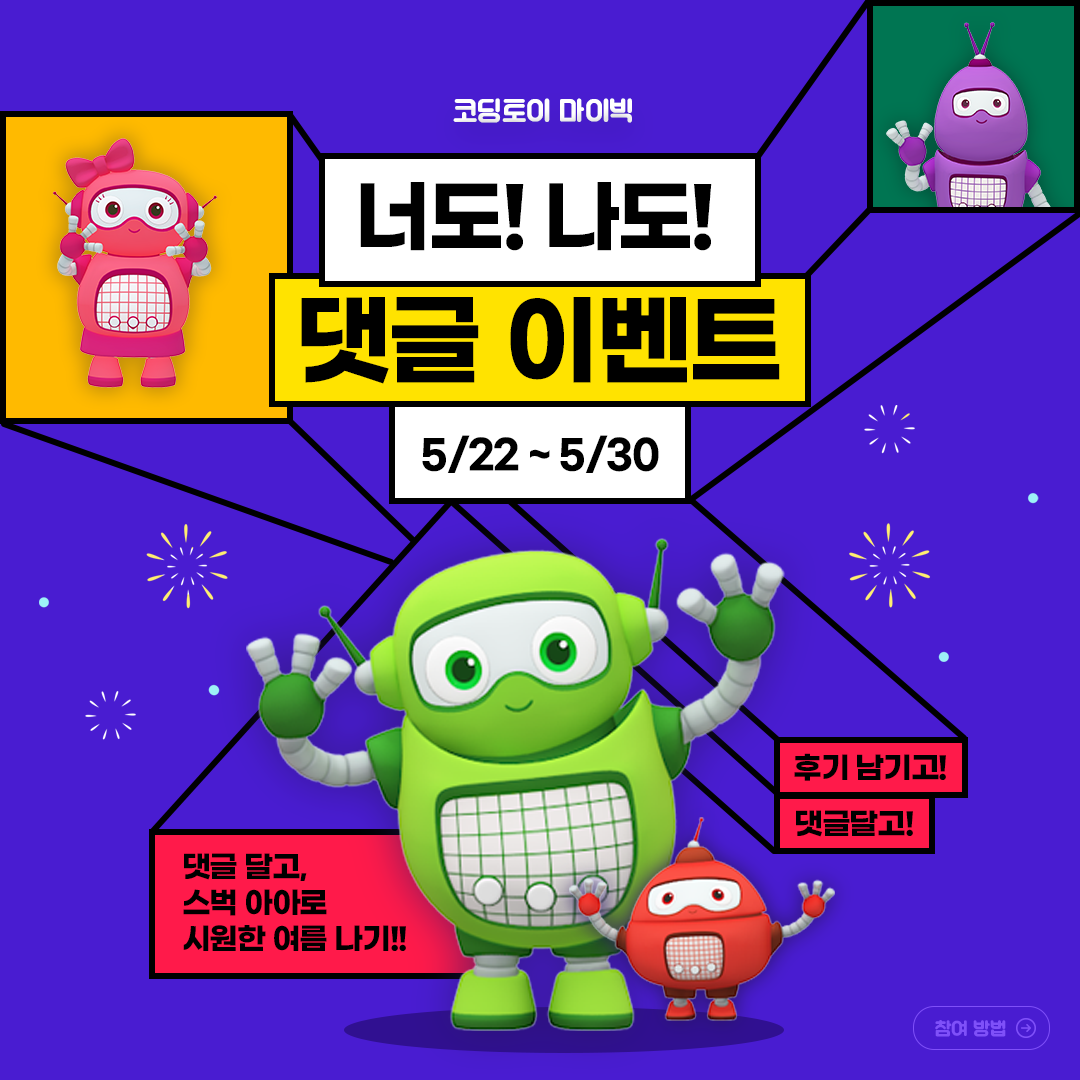 코딩토이 마이빅
너도! 나도!
댓글 이벤트
5/22 ~ 5/30
후기 남기고!
댓글달고!
댓글 달고,
스벅 아아로
시원한 여름 나기!!
참여 방법